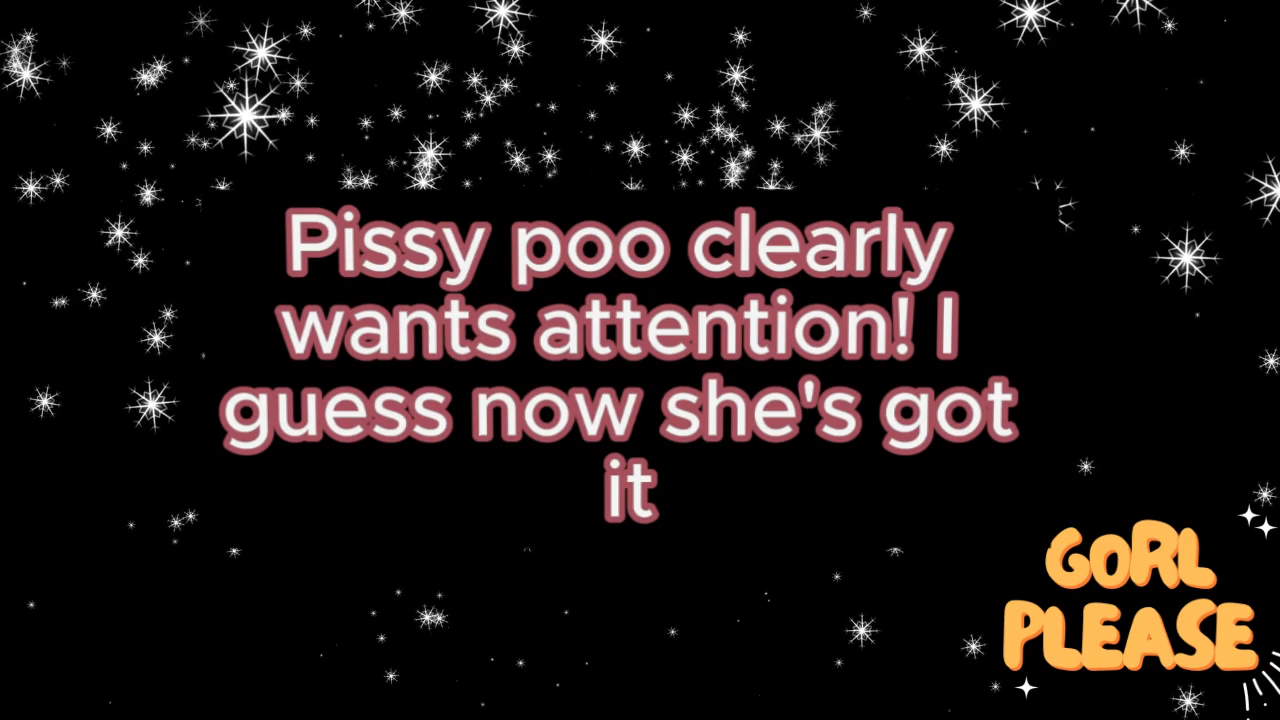 Pissy poo clearly
wants attention! I
guess now she's got
it
GORL
PLEASE